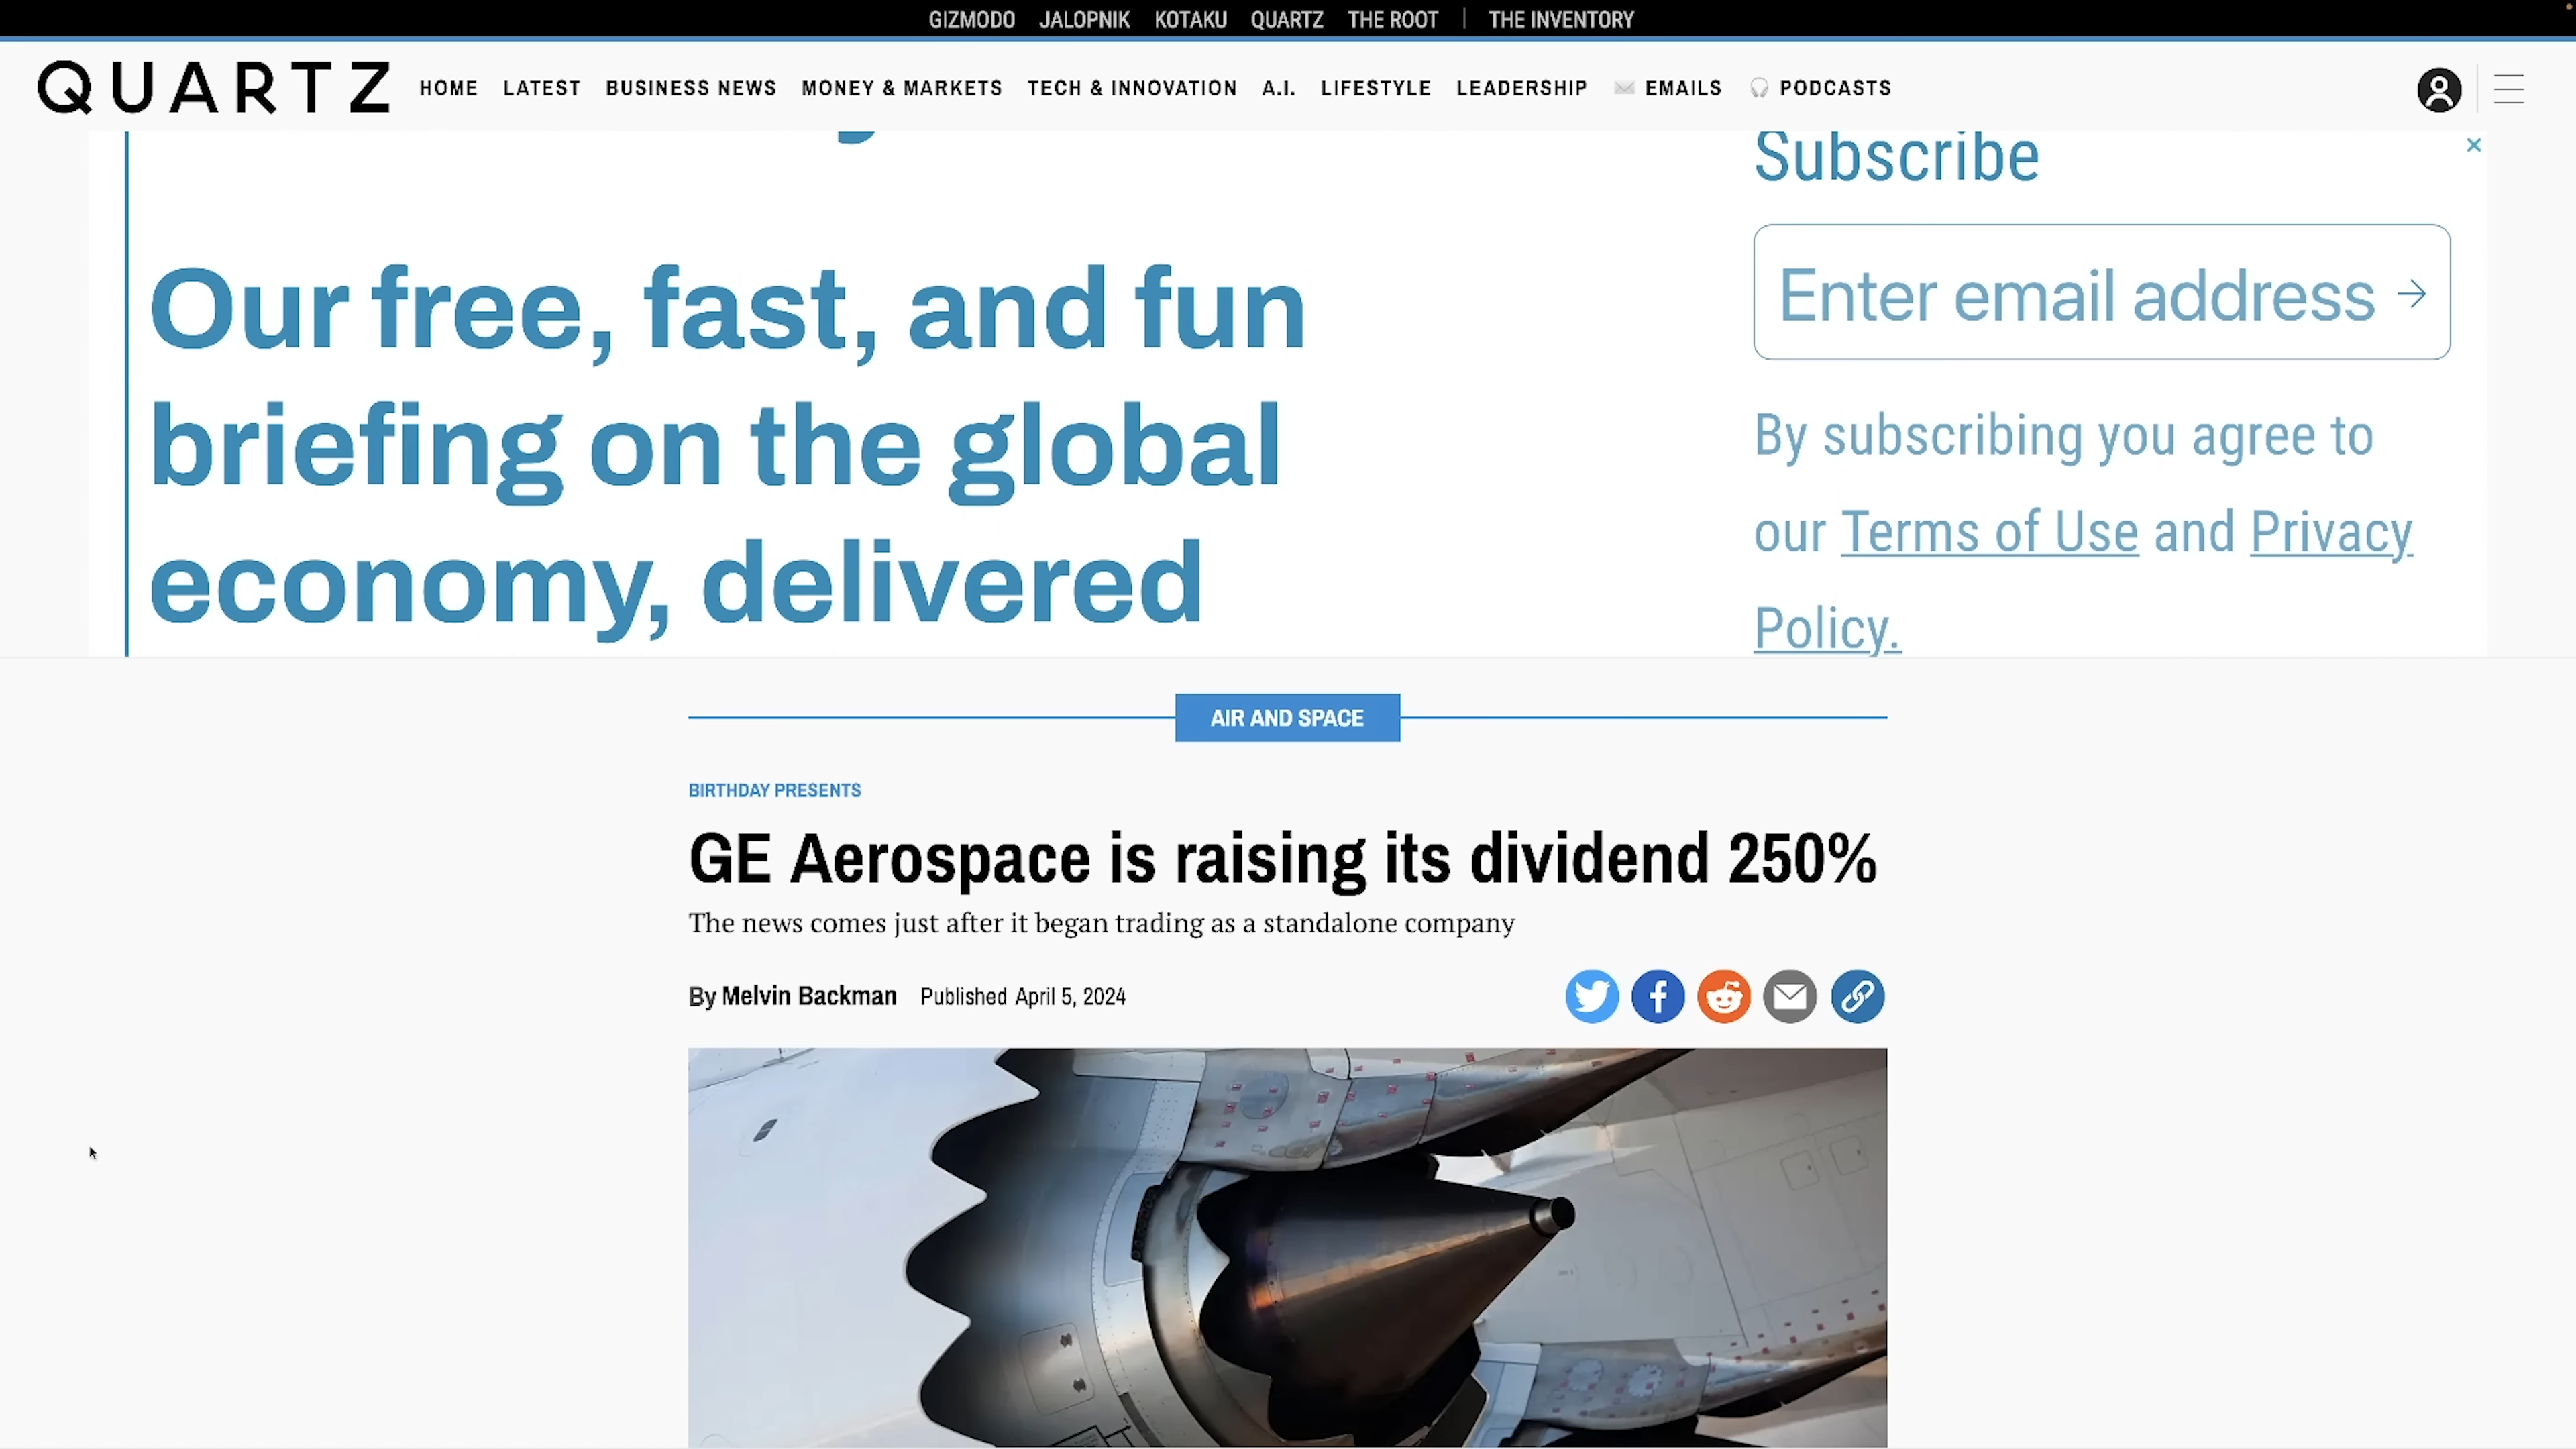 GIZMODO JALOPNIK KOTAKU QUARTZ THE ROOT | THE INVENTORY
QUARTZ HOME LATEST BUSINESS NEWS MONEY & MARKETS TECH & INNOVATION A.I. LIFESTYLE LEADERSHIP EMAILS PODCASTS
Our free, fast, and fun
briefing on the global
economy, delivered
Subscribe
Enter email address →
By subscribing you agree to
our Terms of Use and Privacy
Policy.
AIR AND SPACE
BIRTHDAY PRESENTS
GE Aerospace is raising its dividend 250%
The news comes just after it began trading as a standalone company
By Melvin Backman Published April 5, 2024